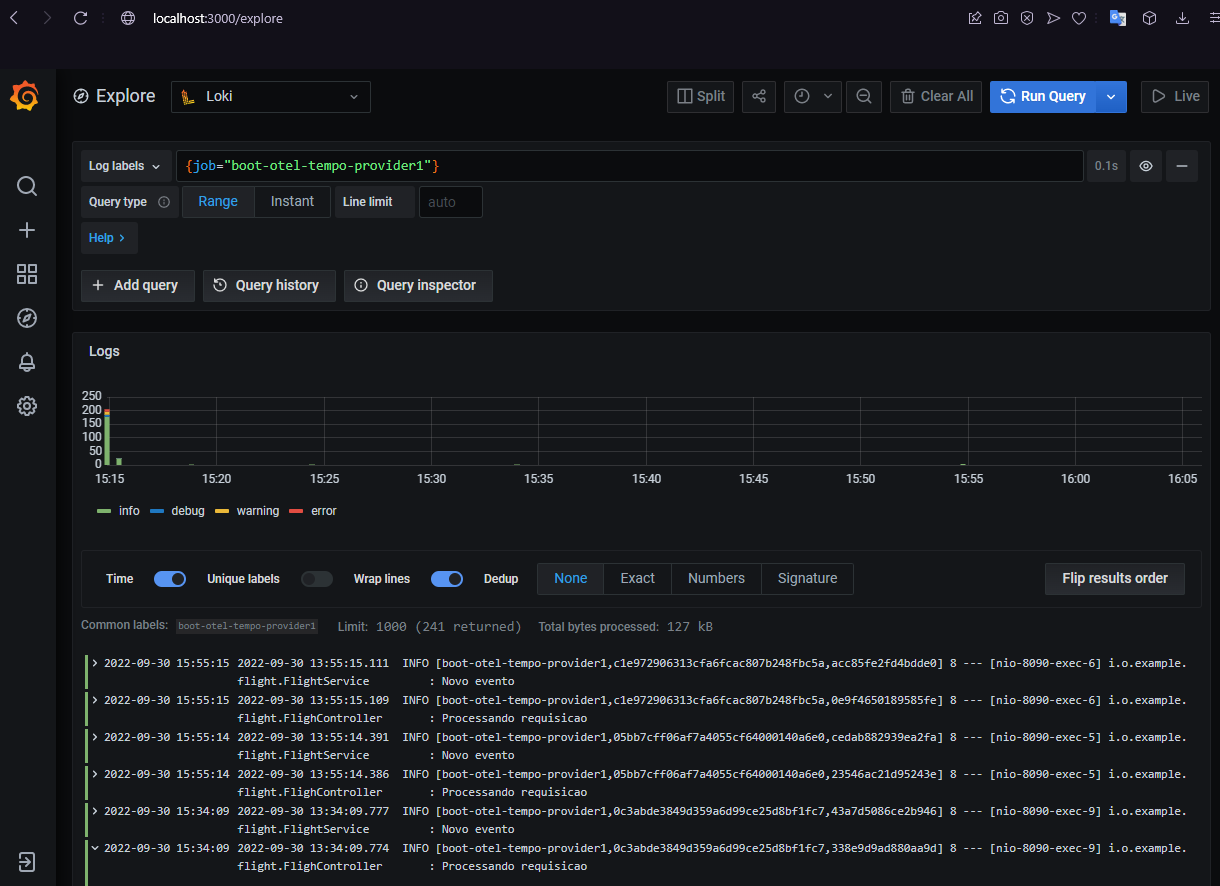 localhost:3000/explore
Explore Loki Split Clear All Run Query Live
Log labels {job="boot-otel-tempo-provider1"} 0.1s
Query type Range Instant Line limit auto
Help >
+ Add query Query history Query inspector
Logs
250
200
150
100
50
0
15:15 15:20 15:25 15:30 15:35 15:40 15:45 15:50 15:55 16:00 16:05
info debug warning error
Time Unique labels Wrap lines Dedup None Exact Numbers Signature Flip results order
Common labels: boot-otel-tempo-provider1 Limit: 1000 (241 returned) Total bytes processed: 127 kB
> 2022-09-30 15:55:15 2022-09-30 13:55:15.111 INFO [boot-otel-tempo-provider1,c1e972906313cfa6fcac807b248fbc5a,acc85fe2fd4bdde0] 8 --- [nio-8090-exec-6] i.o.example.
flight.FlightService : Novo evento
> 2022-09-30 15:55:15 2022-09-30 13:55:15.109 INFO [boot-otel-tempo-provider1,c1e972906313cfa6fcac807b248fbc5a,0e9f4650189585fe] 8 --- [nio-8090-exec-6] i.o.example.
flight.FlighController : Processando requisicao
> 2022-09-30 15:55:14 2022-09-30 13:55:14.391 INFO [boot-otel-tempo-provider1,05bb7cff06af7a4055cf64000140a6e0,cedab882939ea2fa] 8 --- [nio-8090-exec-5] i.o.example.
flight.FlightService : Novo evento
> 2022-09-30 15:55:14 2022-09-30 13:55:14.386 INFO [boot-otel-tempo-provider1,05bb7cff06af7a4055cf64000140a6e0,23546ac21d95243e] 8 --- [nio-8090-exec-5] i.o.example.
flight.FlighController : Processando requisicao
> 2022-09-30 15:34:09 2022-09-30 13:34:09.777 INFO [boot-otel-tempo-provider1,0c3abde3849d359a6d99ce25d8bf1fc7,43a7d5086ce2b946] 8 --- [nio-8090-exec-9] i.o.example.
flight.FlightService : Novo evento
2022-09-30 15:34:09 2022-09-30 13:34:09.774 INFO [boot-otel-tempo-provider1,0c3abde3849d359a6d99ce25d8bf1fc7,338e9d9ad880aa9d] 8 --- [nio-8090-exec-9] i.o.example.
flight.FlighController : Processando requisicao